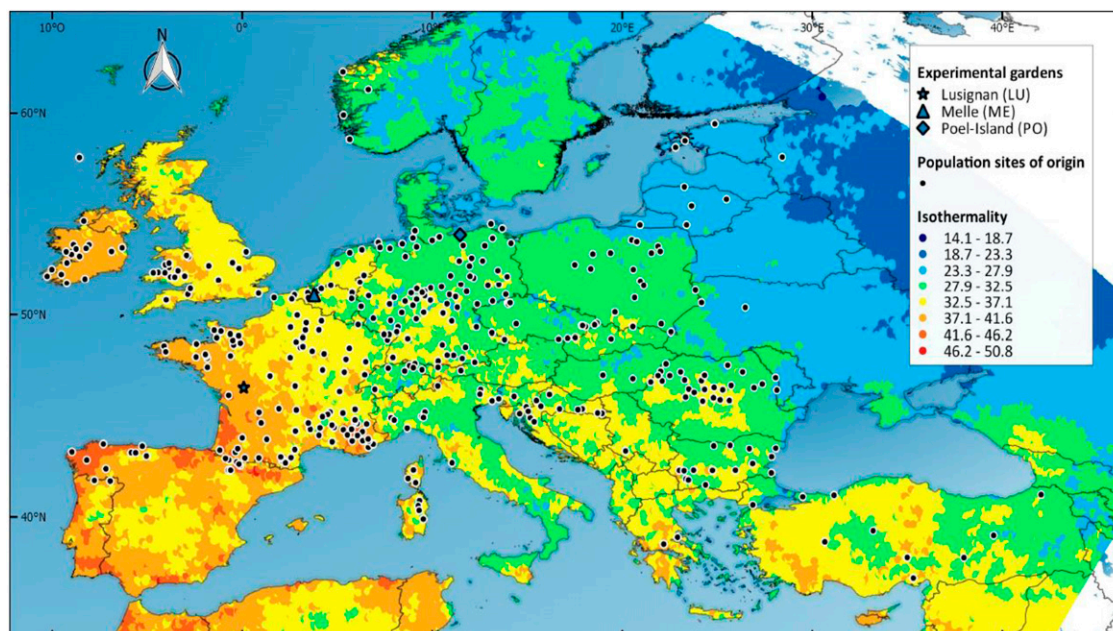 10°O 0° 10°E 20°E 30°E 40°E
N
60°N
50°N
40°N
Experimental gardens
Lusignan (LU)
Melle (ME)
Poel-Island (PO)
Population sites of origin
Isothermality
14.1 - 18.7
18.7 - 23.3
23.3 - 27.9
27.9 - 32.5
32.5 - 37.1
37.1 - 41.6
41.6 - 46.2
46.2 - 50.8